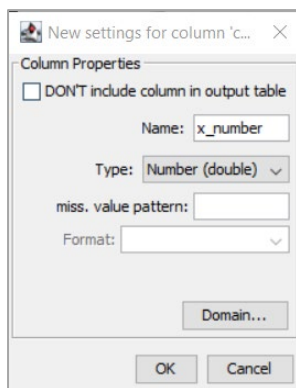 New settings for column 'c...
Column Properties
DON'T include column in output table
Name: x_number
Type: Number (double)
miss. value pattern:
Format:
Domain...
OK Cancel